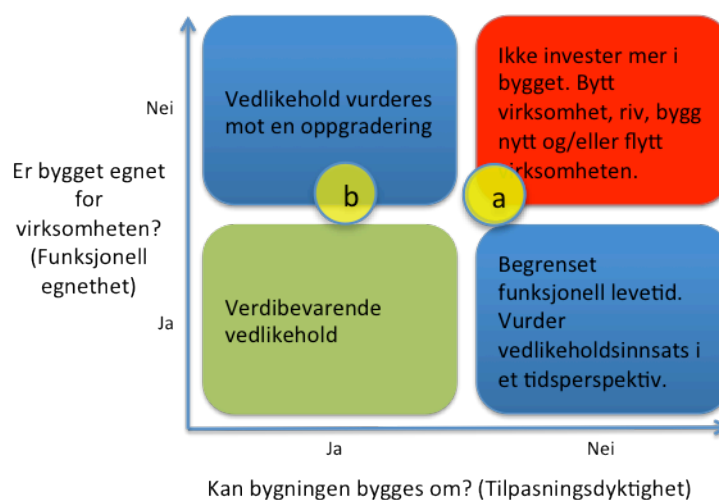 Nei
Er bygget egnet
for
virksomheten?
(Funksjonell
egnethet)
Ja
Vedlikehold vurderes
mot en oppgradering
Ikke invester mer i
bygget. Bytt
virksomhet, riv, bygg
nytt og/eller flytt
virksomheten.
b
a
Verdibevarende
vedlikehold
Begrenset
funksjonell levetid.
Vurder
vedlikeholdsinnsats i
et tidsperspektiv.
Ja
Nei
Kan bygningen bygges om? (Tilpasningsdyktighet)